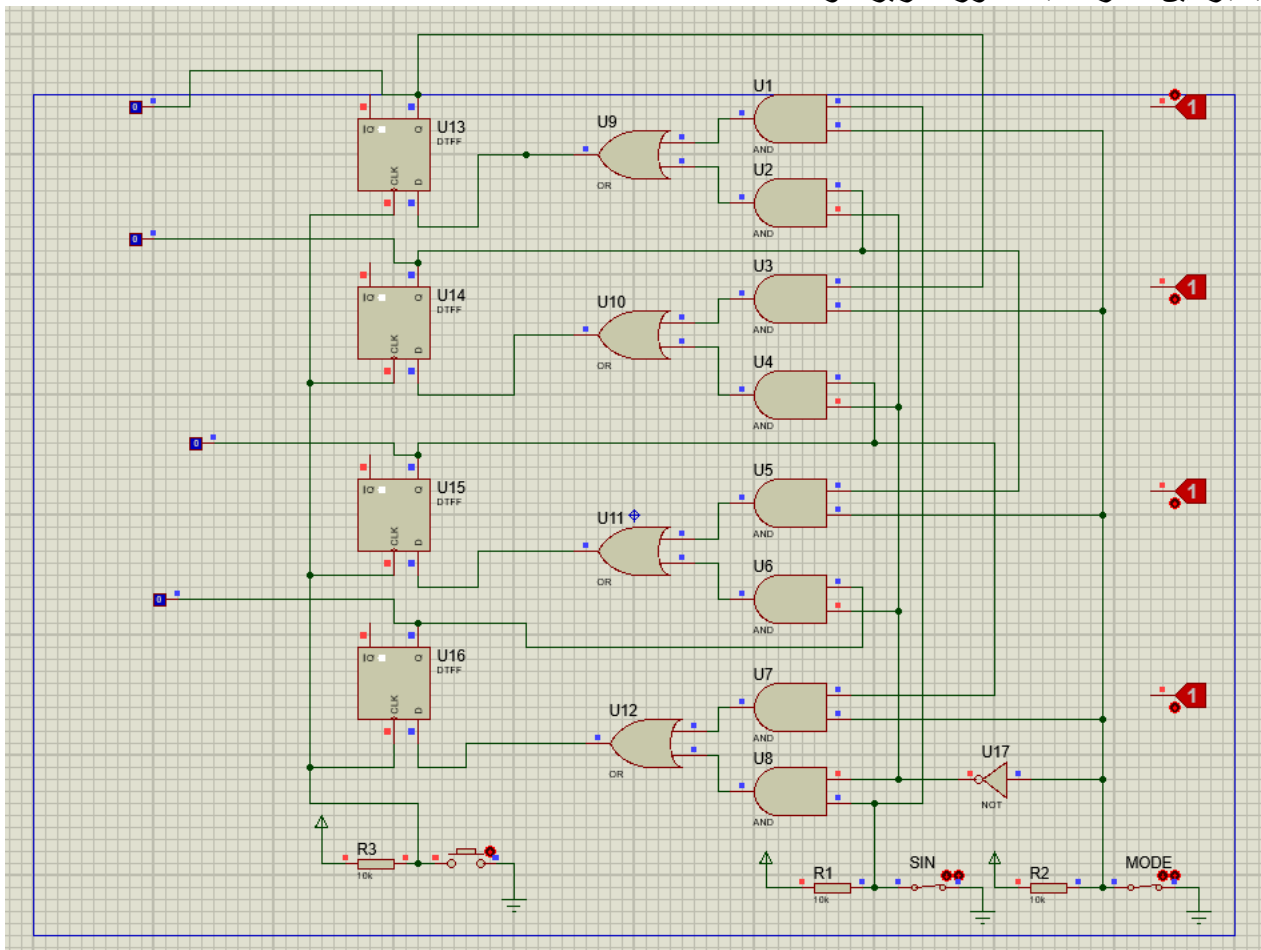 U1
AND
1
0
U13
DTFF
Q
Q
CLK
D
U9
OR
U2
AND
0
U14
DTFF
Q
Q
CLK
D
U10
OR
U3
AND
1
U4
AND
0
U15
DTFF
Q
Q
CLK
D
U11
OR
U5
AND
1
U6
AND
0
U16
DTFF
Q
Q
CLK
D
U12
OR
U7
AND
1
U8
AND
U17
NOT
R3
10k
R1
10k
SIN
R2
10k
MODE